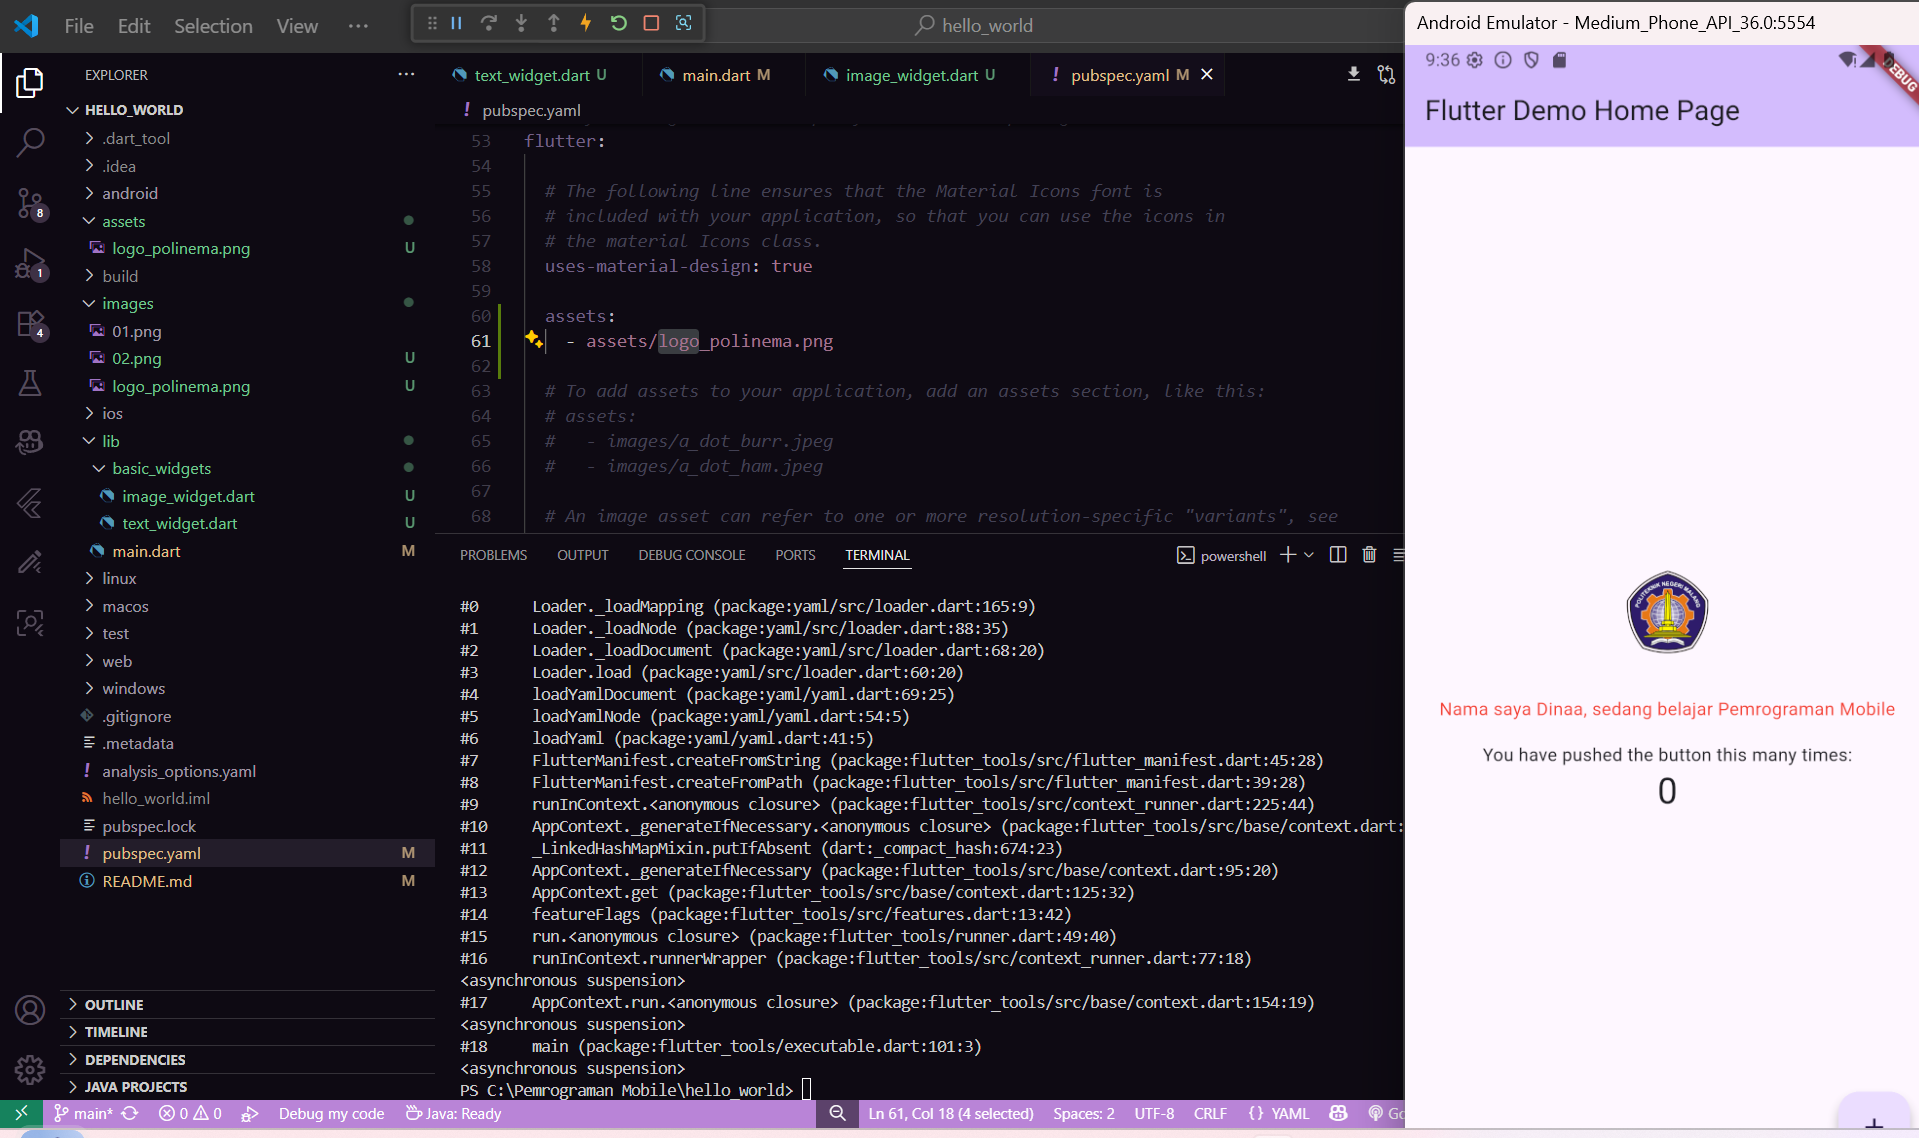 File Edit Selection View ···
hello_world
EXPLORER
HELLO_WORLD
.dart_tool
.idea
android
assets
logo_polinema.png U
build
images
01.png
02.png U
logo_polinema.png U
ios
lib
basic_widgets
image_widget.dart U
text_widget.dart U
main.dart M
linux
macos
test
web
windows
.gitignore
.metadata
analysis_options.yaml
hello_world.iml
pubspec.lock
pubspec.yaml M
README.md M
OUTLINE
TIMELINE
DEPENDENCIES
JAVA PROJECTS
8
1
4
text_widget.dart U main.dart M image_widget.dart U ! pubspec.yaml M
! pubspec.yaml
53 flutter:
54
55 # The following line ensures that the Material Icons font is
56 # included with your application, so that you can use the icons in
57 # the material Icons class.
58 uses-material-design: true
59
60 assets:
61 - assets/logo_polinema.png
62
63 # To add assets to your application, add an assets section, like this:
64 # assets:
65 #   - images/a_dot_burr.jpeg
66 #   - images/a_dot_ham.jpeg
67
68 # An image asset can refer to one or more resolution-specific "variants", see
PROBLEMS OUTPUT DEBUG CONSOLE PORTS TERMINAL powershell
#0 Loader._loadMapping (package:yaml/src/loader.dart:165:9)
#1 Loader._loadNode (package:yaml/src/loader.dart:88:35)
#2 Loader._loadDocument (package:yaml/src/loader.dart:68:20)
#3 Loader.load (package:yaml/src/loader.dart:60:20)
#4 loadYamlDocument (package:yaml/yaml.dart:69:25)
#5 loadYamlNode (package:yaml/yaml.dart:54:5)
#6 loadYaml (package:yaml/yaml.dart:41:5)
#7 FlutterManifest.createFromString (package:flutter_tools/src/flutter_manifest.dart:45:28)
#8 FlutterManifest.createFromPath (package:flutter_tools/src/flutter_manifest.dart:39:28)
#9 runInContext.<anonymous closure> (package:flutter_tools/src/context_runner.dart:225:44)
#10 AppContext._generateIfNecessary.<anonymous closure> (package:flutter_tools/src/base/context.dart:
#11 _LinkedHashMapMixin.putIfAbsent (dart:_compact_hash:674:23)
#12 AppContext._generateIfNecessary (package:flutter_tools/src/base/context.dart:95:20)
#13 AppContext.get (package:flutter_tools/src/base/context.dart:125:32)
#14 featureFlags (package:flutter_tools/src/features.dart:13:42)
#15 run.<anonymous closure> (package:flutter_tools/runner.dart:49:40)
#16 runInContext.runnerWrapper (package:flutter_tools/src/context_runner.dart:77:18)
<asynchronous suspension>
#17 AppContext.run.<anonymous closure> (package:flutter_tools/src/base/context.dart:154:19)
<asynchronous suspension>
#18 main (package:flutter_tools/executable.dart:101:3)
<asynchronous suspension>
PS C:\Pemrograman Mobile\hello_world>
main* 0 0 Debug my code Java: Ready Ln 61, Col 18 (4 selected) Spaces: 2 UTF-8 CRLF {} YAML Go
Android Emulator - Medium_Phone_API_36.0:5554
9:36
Flutter Demo Home Page
POLITEKNIK NEGERI MALANG
Nama saya Dinaa, sedang belajar Pemrograman Mobile
You have pushed the button this many times:
0
+